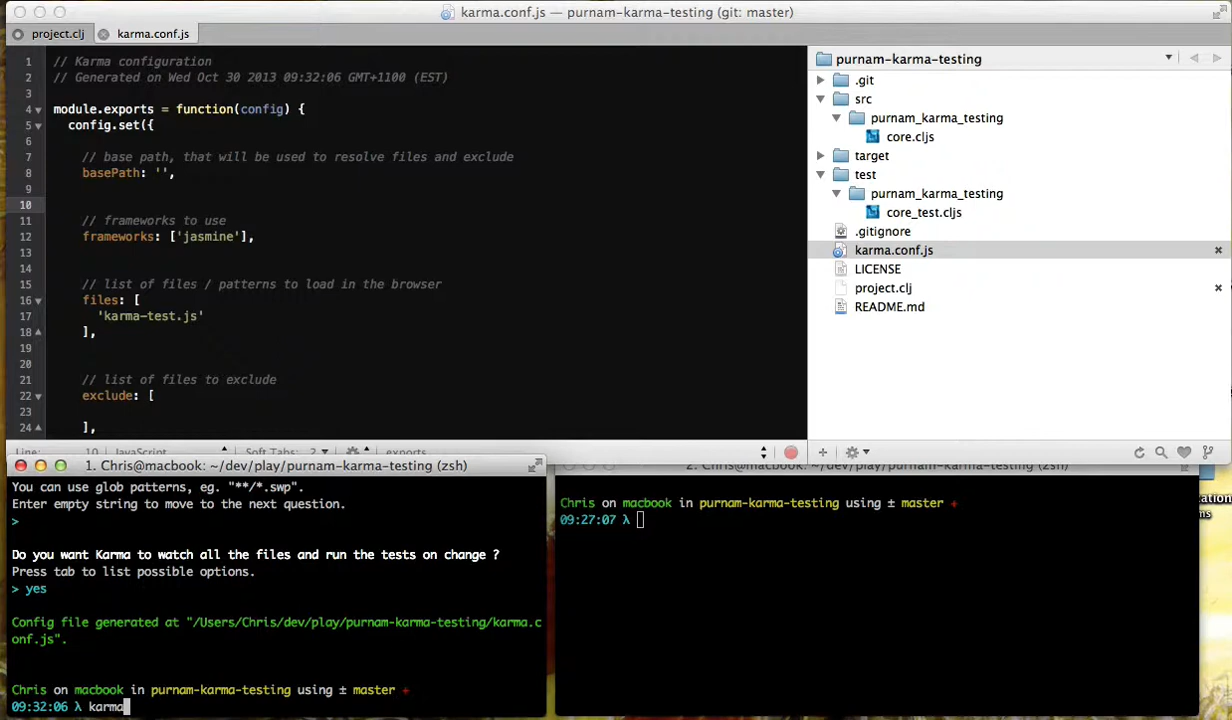 karma.conf.js — purnam-karma-testing (git: master)
project.clj
karma.conf.js
1 // Karma configuration
2 // Generated on Wed Oct 30 2013 09:32:06 GMT+1100 (EST)
3
4 module.exports = function(config) {
5 config.set({
6
7 // base path, that will be used to resolve files and exclude
8 basePath: '',
9
10
11 // frameworks to use
12 frameworks: ['jasmine'],
13
14
15 // list of files / patterns to load in the browser
16 files: [
17 'karma-test.js'
18 ],
19
20
21 // list of files to exclude
22 exclude: [
23
24 ],
Line: 10 JavaScript Soft Tabs: 2 exports
purnam-karma-testing
.git
src
purnam_karma_testing
core.cljs
target
test
purnam_karma_testing
core_test.cljs
.gitignore
karma.conf.js
LICENSE
project.clj
README.md
1. Chris@macbook: ~/dev/play/purnam-karma-testing (zsh)
You can use glob patterns, eg. "**/*.swp".
Enter empty string to move to the next question.
>
Do you want Karma to watch all the files and run the tests on change ?
Press tab to list possible options.
> yes
Config file generated at "/Users/Chris/dev/play/purnam-karma-testing/karma.c
onf.js".
Chris on macbook in purnam-karma-testing using ± master +
09:32:06 λ karma
2. Chris@macbook: ~/dev/play/purnam-karma-testing (zsh)
Chris on macbook in purnam-karma-testing using ± master +
09:27:07 λ